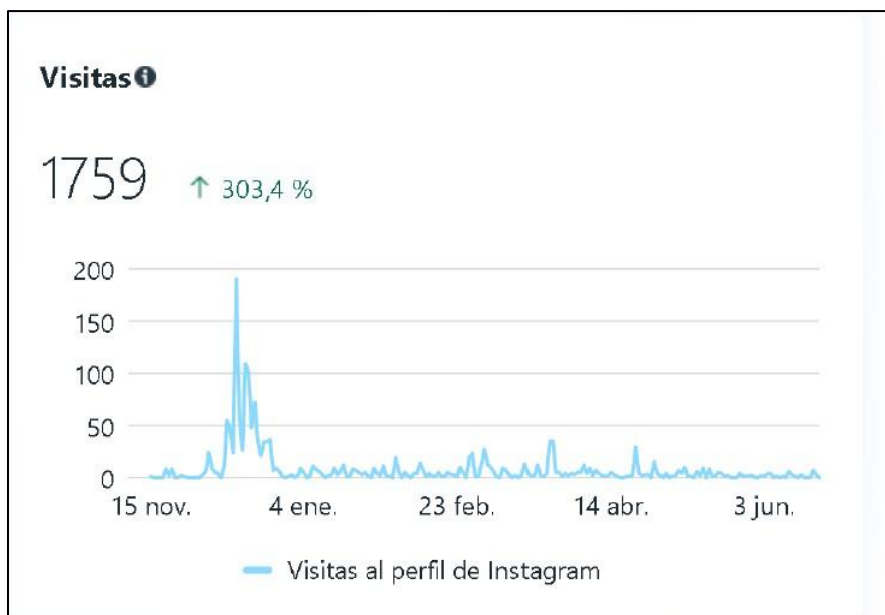 Visitas
1759 ↑ 303,4 %
200
150
100
50
0
15 nov. 4 ene. 23 feb. 14 abr. 3 jun.
Visitas al perfil de Instagram